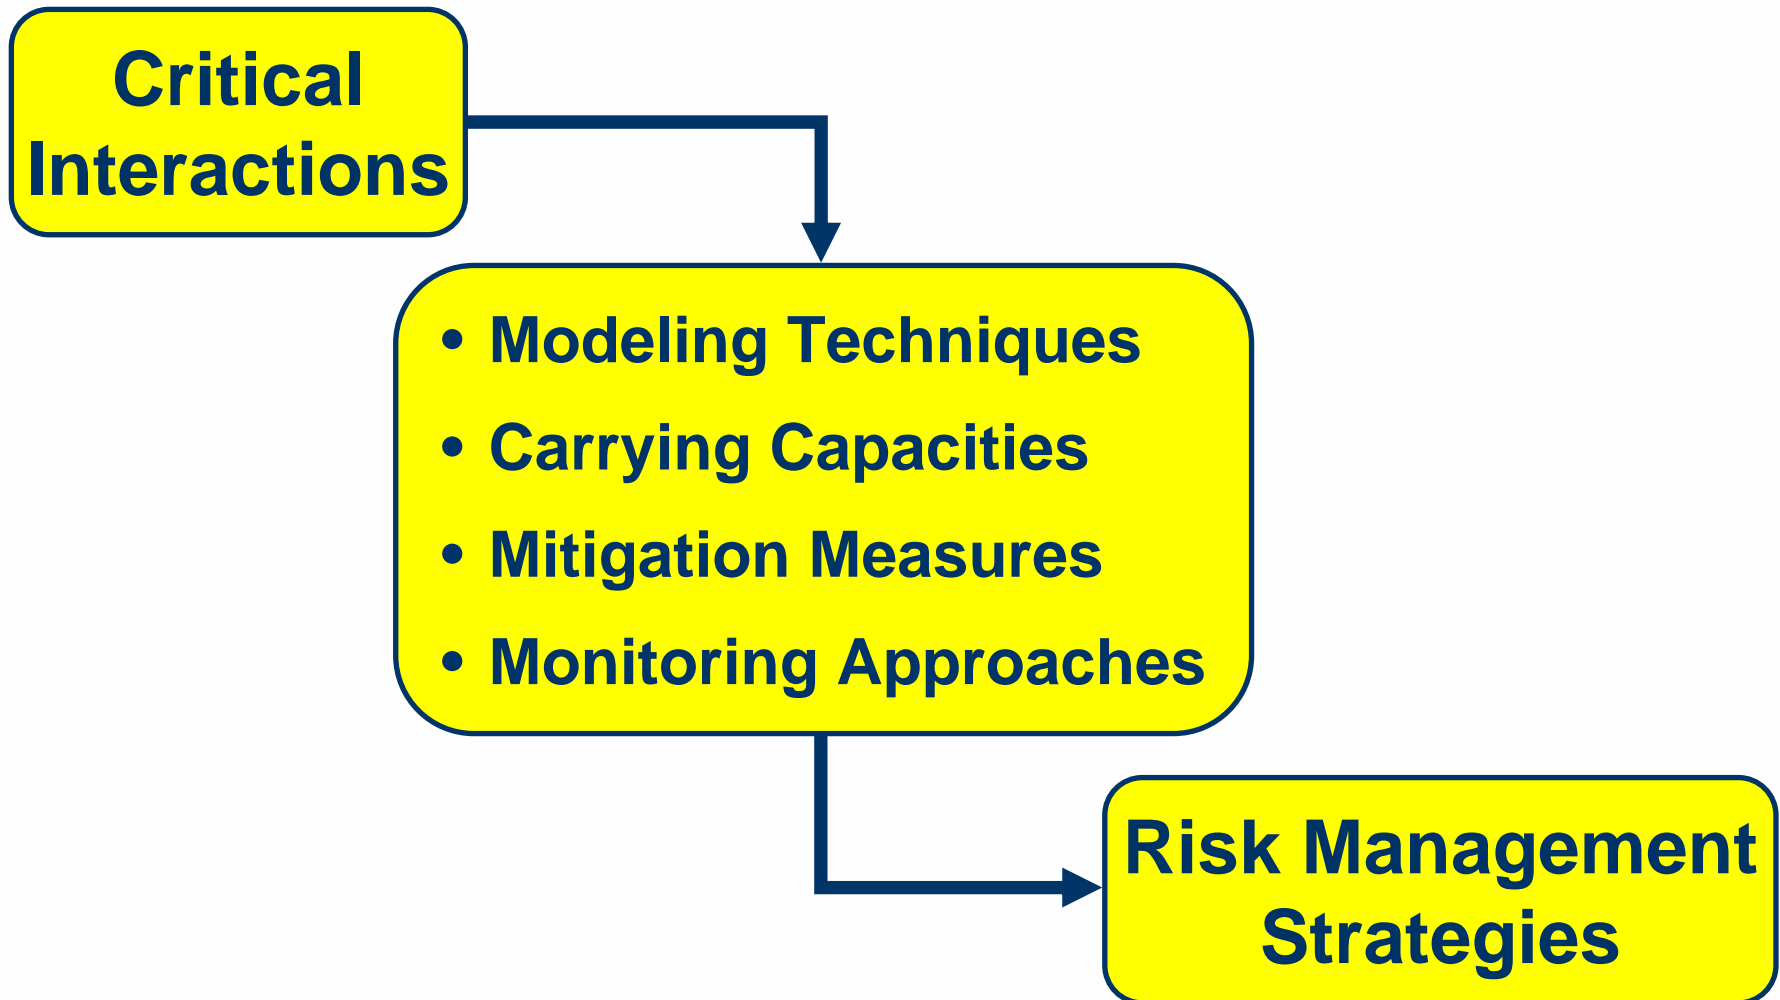 Critical
Interactions
• Modeling Techniques
• Carrying Capacities
• Mitigation Measures
• Monitoring Approaches
Risk Management
Strategies